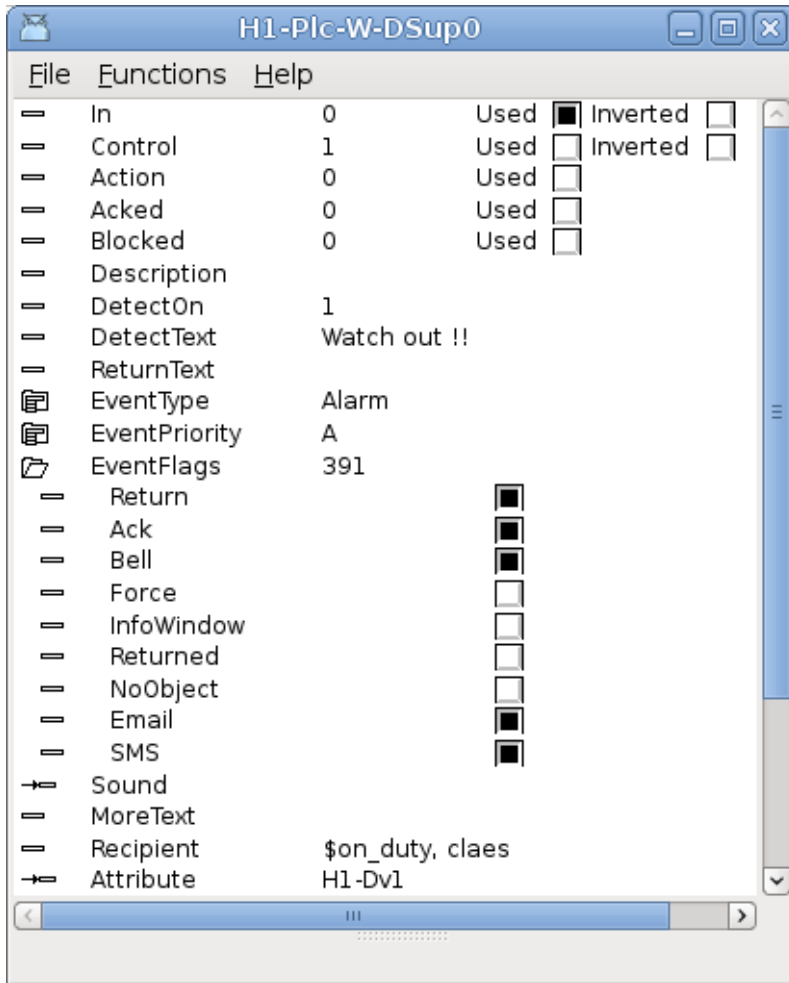 H1-Plc-W-DSup0
File Functions Help
In 0 Used Inverted
Control 1 Used Inverted
Action 0 Used
Acked 0 Used
Blocked 0 Used
Description
DetectOn 1
DetectText Watch out !!
ReturnText
EventType Alarm
EventPriority A
EventFlags 391
Return
Ack
Bell
Force
InfoWindow
Returned
NoObject
Email
SMS
Sound
MoreText
Recipient $on_duty, claes
Attribute H1-Dv1